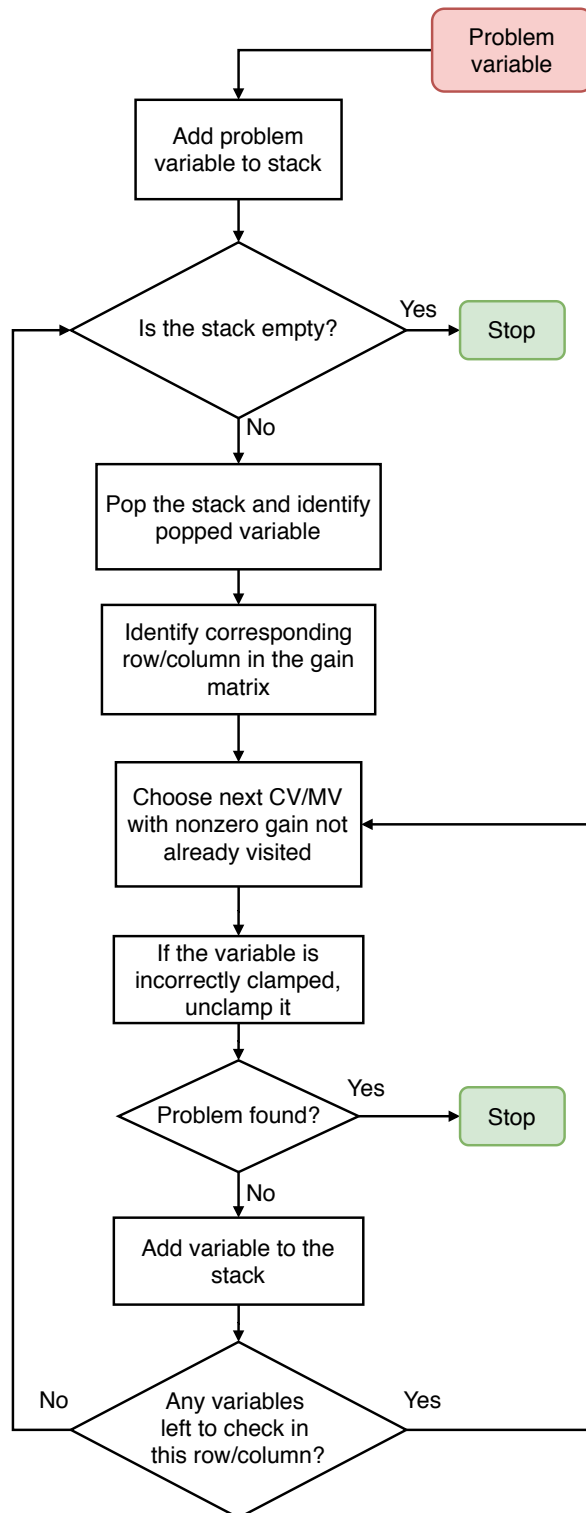 Problem
variable
Add problem
variable to stack
Is the stack empty?
Yes
Stop
No
Pop the stack and identify
popped variable
Identify corresponding
row/column in the gain
matrix
Choose next CV/MV
with nonzero gain not
already visited
If the variable is
incorrectly clamped,
unclamp it
Problem found?
Yes
Stop
No
Add variable to the
stack
No
Any variables
left to check in
this row/column?
Yes